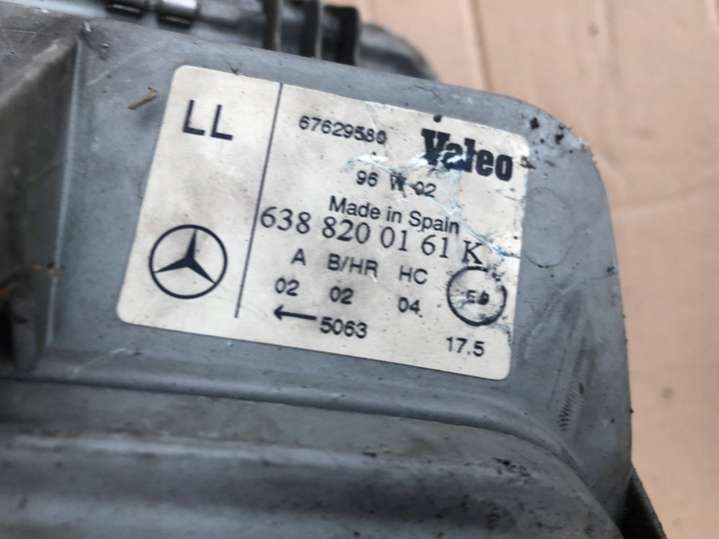 LL
67629580
Valeo
96 W 02
Made in Spain
638 820 01 61 K
A B/HR HC
02 02 04
←5063
17.5